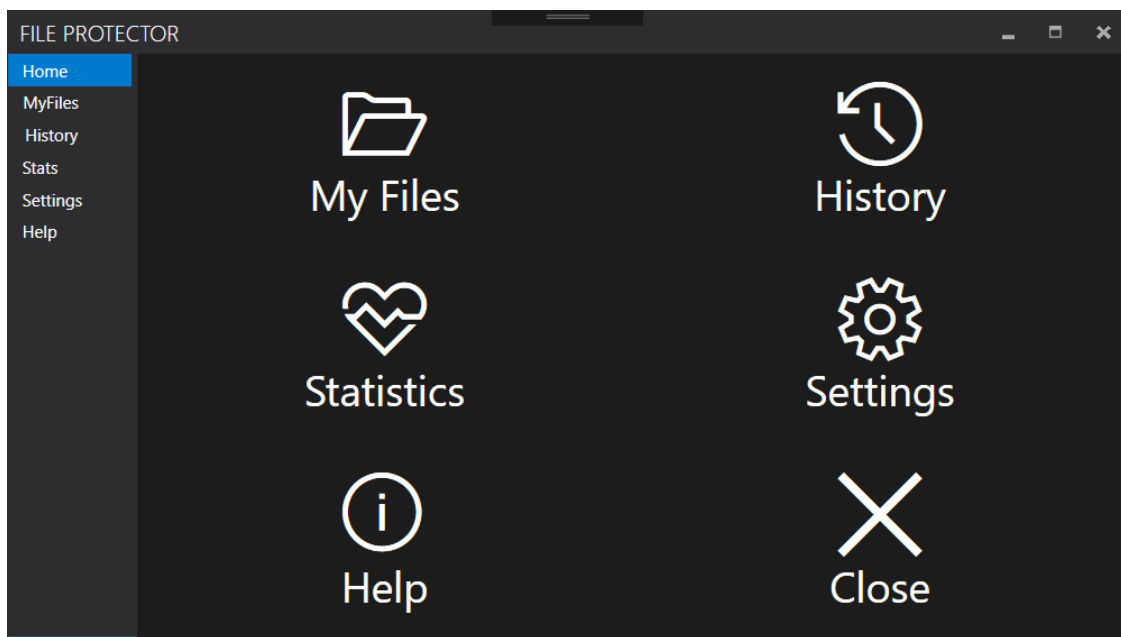 FILE PROTECTOR
Home
MyFiles
History
Stats
Settings
Help
My Files
History
Statistics
Settings
Help
Close